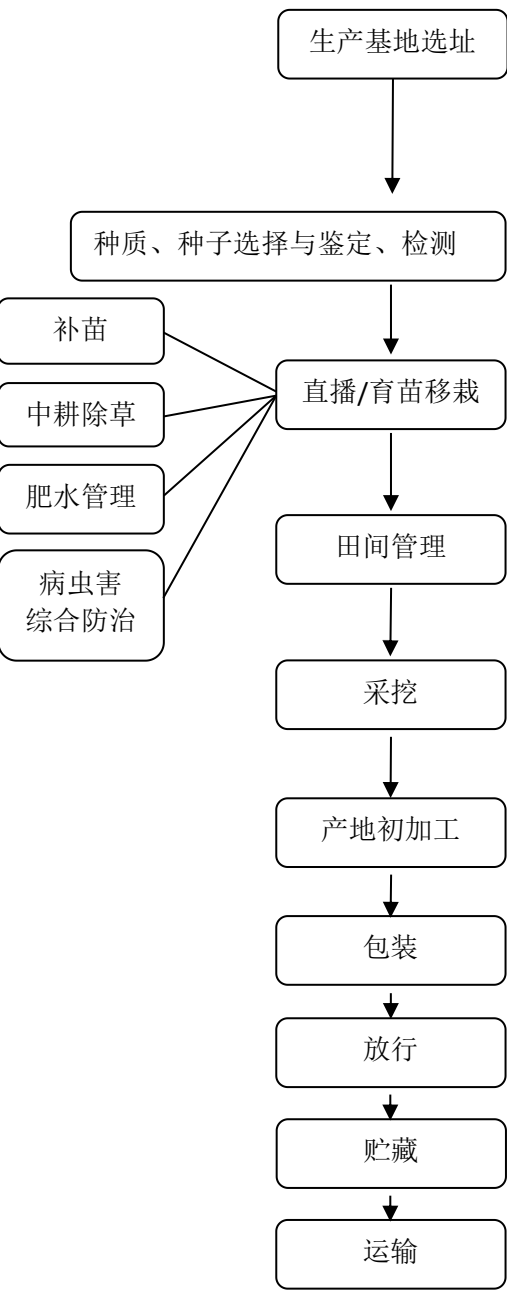 生产基地选址
种质、种子选择与鉴定、检测
补苗
直播/育苗移栽
中耕除草
肥水管理
田间管理
病虫害
综合防治
采挖
产地初加工
包装
放行
贮藏
运输